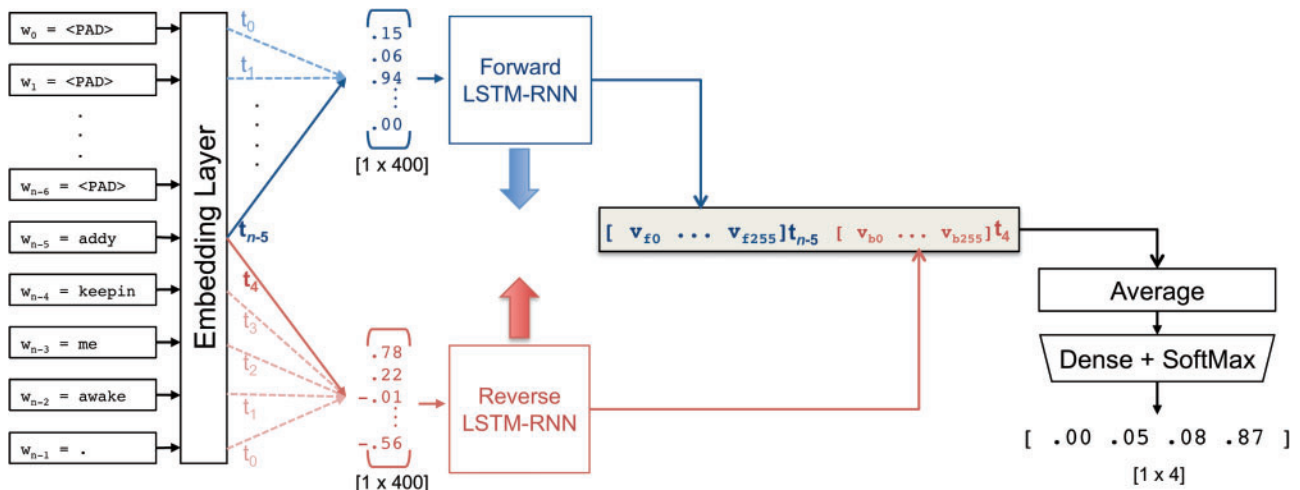 w0 = <PAD>
w1 = <PAD>
.
.
.
wn-6 = <PAD>
wn-5 = addy
wn-4 = keepin
wn-3 = me
wn-2 = awake
wn-1 = .
Embedding Layer
t0
t1
.
.
.
.
tn-5
t4
t3
t2
t1
t0
.15
.06
.94
⋮
.00
[1 x 400]
Forward
LSTM-RNN
.78
.22
-.01
⋮
-.56
[1 x 400]
Reverse
LSTM-RNN
[ vf0 ... vf255]tn-5 [ vb0 ... vb255]t4
Average
Dense + SoftMax
[ .00 .05 .08 .87 ]
[1 x 4]